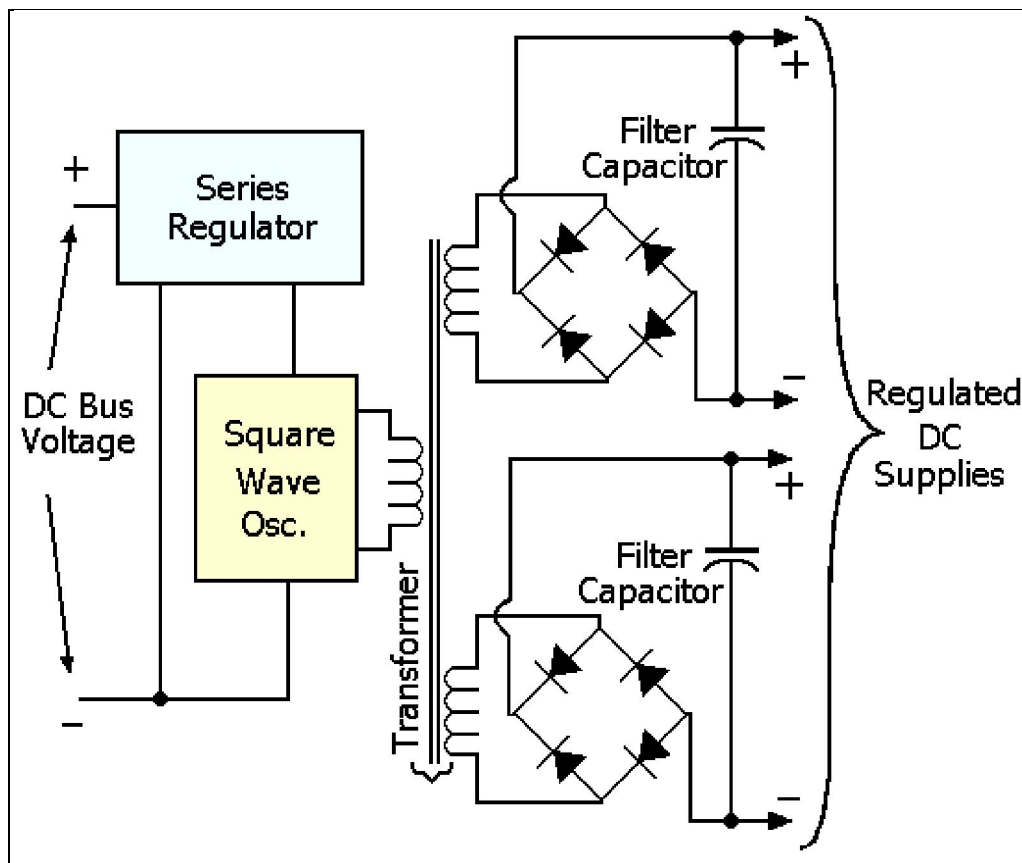 +
Series
Regulator
DC Bus
Voltage
−
Square
Wave
Osc.
Transformer
Filter
Capacitor
+
−
Filter
Capacitor
+
−
Regulated
DC
Supplies